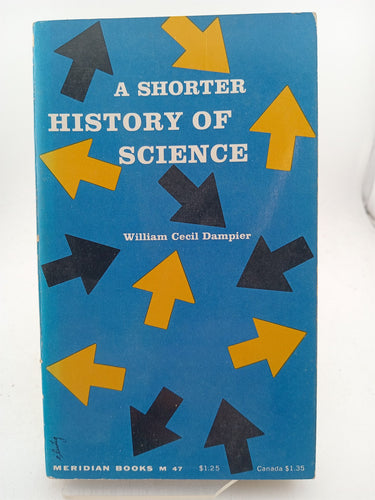 A SHORTER
HISTORY OF
SCIENCE
William Cecil Dampier
MERIDIAN BOOKS M 47 $1.25 Canada $1.35